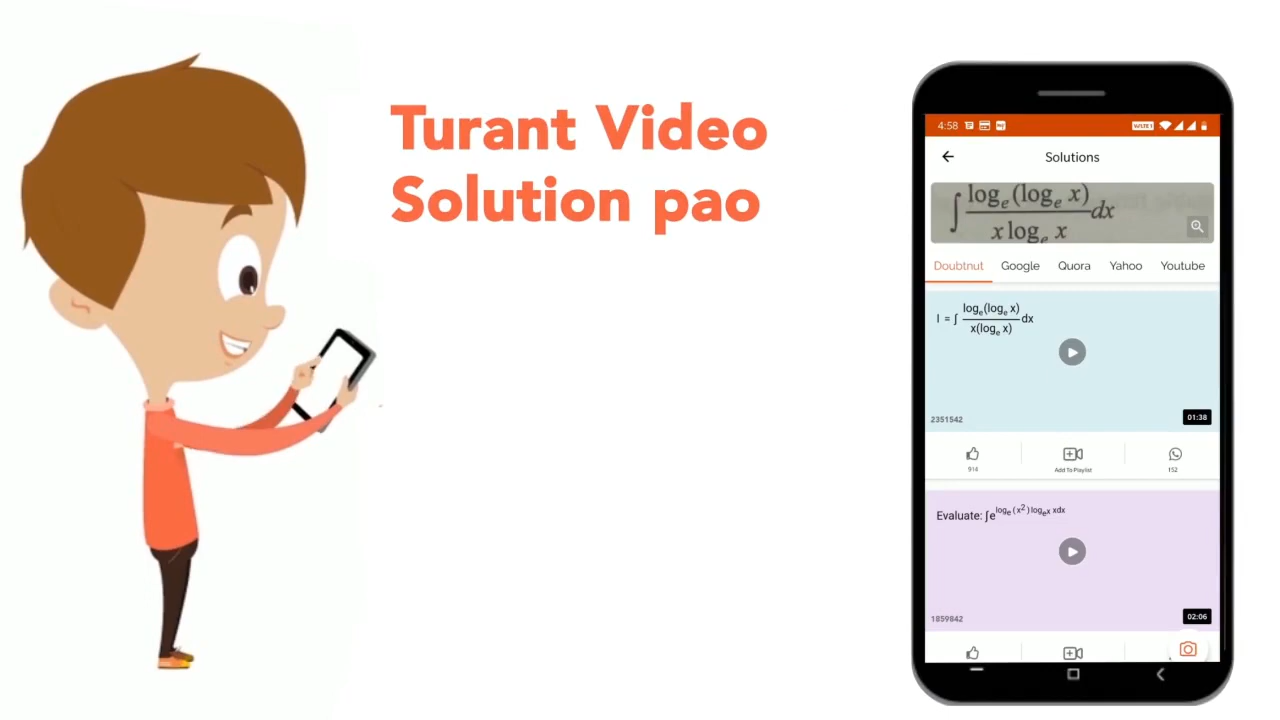 Turant Video
Solution pao
4:58
VoLTE1
Solutions
∫ logₑ(logₑ x) / x logₑ x dx
Doubtnut Google Quora Yahoo Youtube
I = ∫ logₑ(logₑ x) / x(logₑ x) dx
2351542 01:38
914 Add To Playlist 152
Evaluate: ∫e^logₑ(x²)logₑx xdx
1859842 02:06